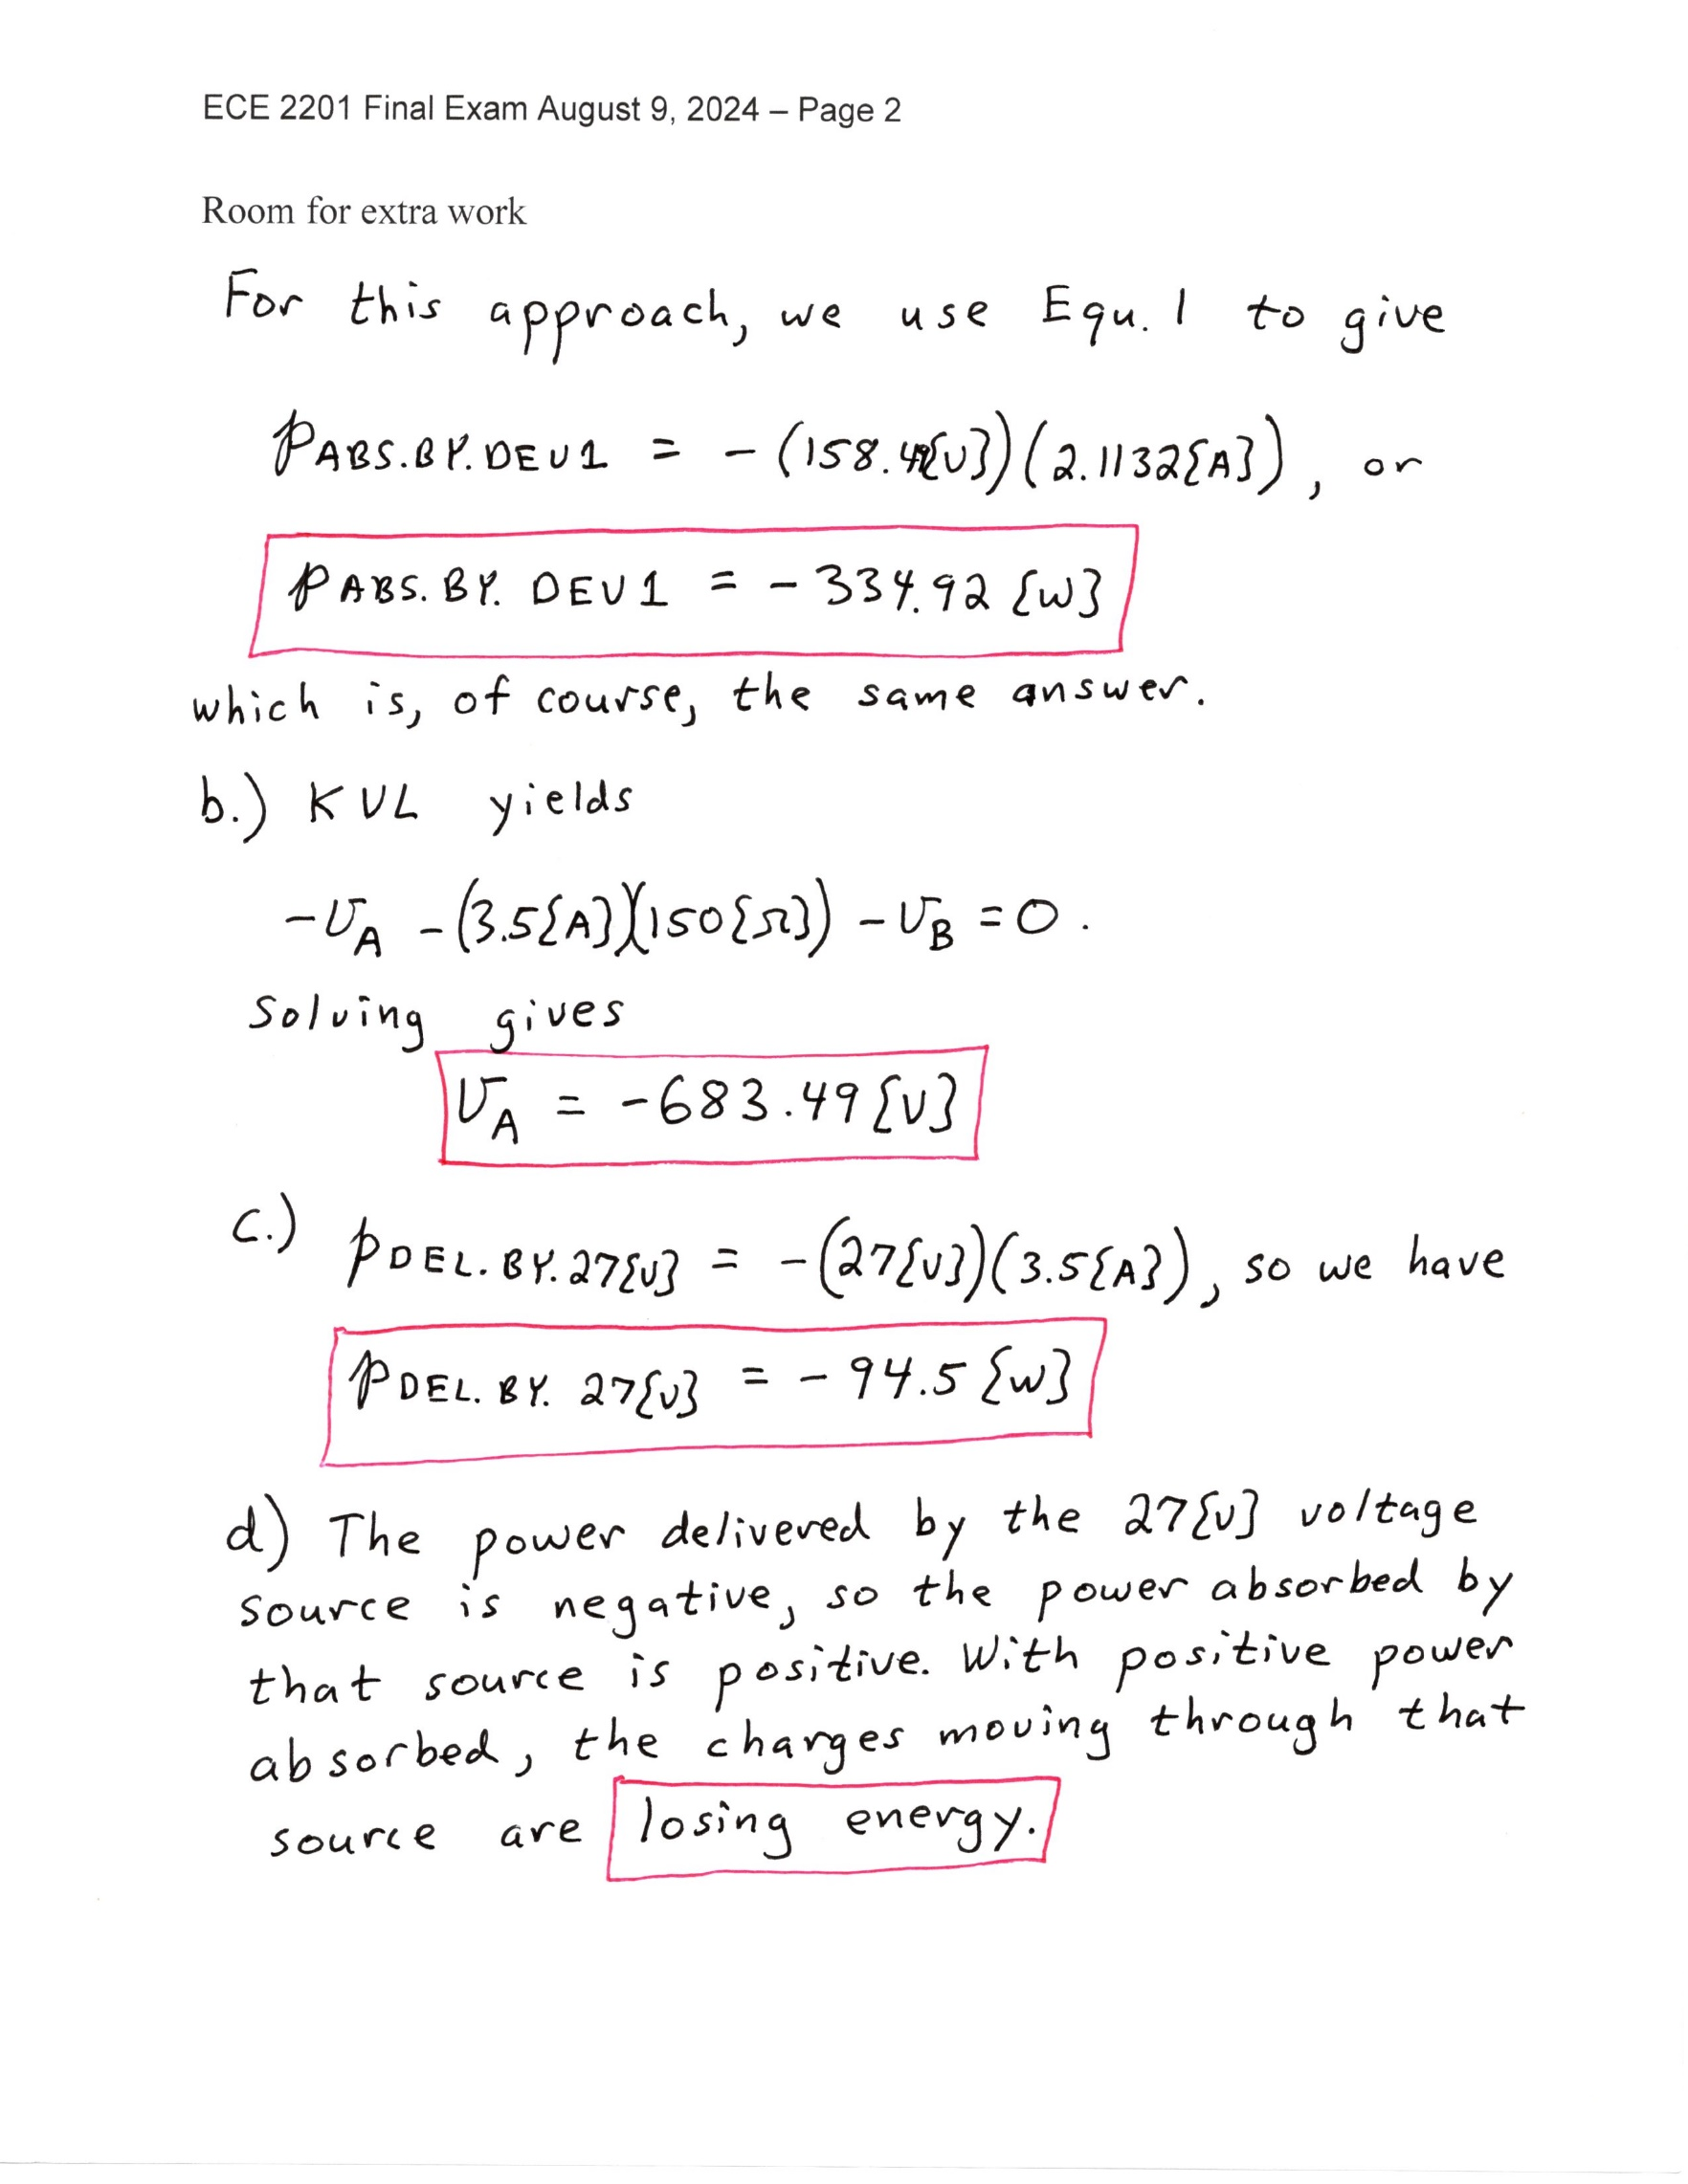 ECE 2201 Final Exam August 9, 2024 – Page 2
Room for extra work
For this approach, we use Equ. 1 to give
pABS.BY.DEV1 = - (158.49{V})(2.1132{A}), or
pABS.BY.DEV1 = - 334.92 {W}
which is, of course, the same answer.
b.) KVL yields
-vA - (3.5{A})(150{Ω}) - vB = 0.
Solving gives
vA = -683.49{V}
c.) pDEL.BY.27{V} = -(27{V})(3.5{A}), so we have
pDEL.BY.27{V} = - 94.5 {W}
d) The power delivered by the 27{V} voltage
source is negative, so the power absorbed by
that source is positive. With positive power
absorbed, the charges moving through that
source are losing energy.